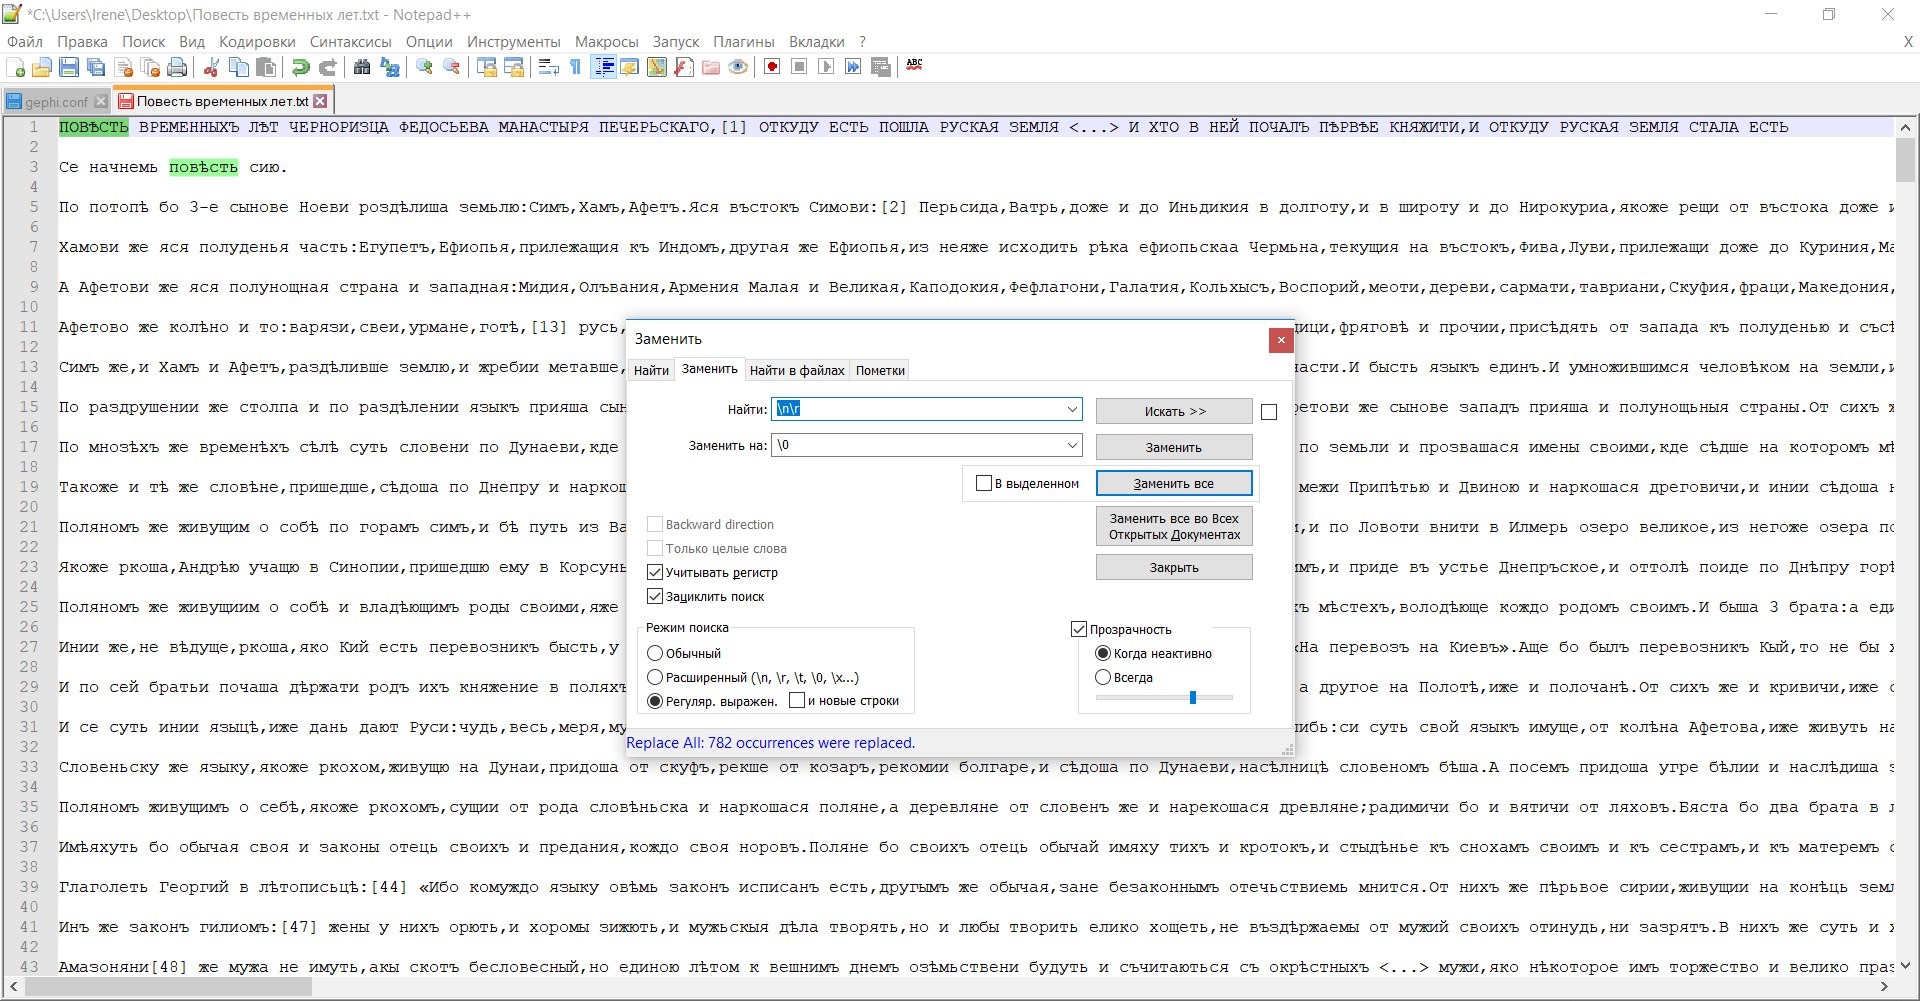 *C:\Users\Irene\Desktop\Повесть временных лет.txt - Notepad++
Файл Правка Поиск Вид Кодировки Синтаксисы Опции Инструменты Макросы Запуск Плагины Вкладки ? X
ABC
gephi.conf Повесть временных лет.txt
1 ПОВѢСТЬ ВРЕМЕННЫХЪ ЛѢТ ЧЕРНОРИЗЦА ФЕДОСЬЕВА МАНАСТЫРЯ ПЕЧЕРЬСКАГО,[1] ОТКУДУ ЕСТЬ ПОШЛА РУСКАЯ ЗЕМЛЯ <...> И ХТО В НЕЙ ПОЧАЛЪ ПѢРВѢЕ КНЯЖИТИ,И ОТКУДУ РУСКАЯ ЗЕМЛЯ СТАЛА ЕСТЬ
2
3 Се начнемь повѣсть сию.
4
5 По потопѣ бо 3-е сынове Ноеви роздѣлиша земьлю:Симъ,Хамъ,Афетъ.Яся въстокъ Симови:[2] Перьсида,Ватрь,доже и до Иньдикия в долготу,и в широту и до Нирокуриа,якоже рещи от въстока доже и
6
7 Хамови же яся полуденья часть:Егупетъ,Ефиопья,прилежащия къ Индомъ,другая же Ефиопья,из неяже исходить рѣка ефиопьскаа Чермьна,текущия на въстокъ,Фива,Луви,прилежащи доже до Куриния,Ма
8
9 А Афетови же яся полунощная страна и западная:Мидия,Олъвания,Армения Малая и Великая,Каподокия,Фефлагони,Галатия,Кольхысъ,Воспорий,меоти,дереви,сармати,тавриани,Скуфия,фраци,Македония,
10
11 Афетово же колѣно и то:варязи,свеи,урмане,готѣ,[13] русь, дици,фряговѣ и прочии,присѣдять от запада къ полуденью и съсѣ
12
13 Симъ же,и Хамъ и Афетъ,раздѣливше землю,и жребии метавше, асти.И бысть языкъ единъ.И умножившимся человѣком на земли,и
14
15 По раздрушении же столпа и по раздѣлении языкъ прияша сын етови же сынове западъ прияша и полунощьныя страны.От сихъ ж
16
17 По мнозѣхъ же временѣхъ сѣлѣ суть словени по Дунаеви,кде по земьли и прозвашася имены своими,кде сѣдше на которомъ мѣ
18
19 Такоже и тѣ же словѣне,пришедше,сѣдоша по Днепру и наркош межи Припѣтью и Двиною и наркошася дреговичи,и инии сѣдоша н
20
21 Поляномъ же живущим о собѣ по горамъ симъ,и бѣ путь из Ва и,и по Ловоти внити в Илмерь озеро великое,из негоже озера по
22
23 Якоже ркоша,Андрѣю учащю в Синопии,пришедшю ему в Корсунь имъ,и приде въ устье Днепръское,и оттолѣ поиде по Днѣпру горѣ
24
25 Поляномъ же живущиим о собѣ и владѣющимъ роды своими,яже хъ мѣстехъ,володѣюще кождо родомъ своимъ.И быша 3 брата:а еди
26
27 Инии же,не вѣдуще,ркоша,яко Кий есть перевозникъ бысть,у «На перевозъ на Киевъ».Аще бо былъ перевозникъ Кый,то не бы х
28
29 И по сей братьи почаша дѣржати родъ ихъ княжение в поляхъ а другое на Полотѣ,иже и полочанѣ.От сихъ же и кривичи,иже с
30
31 И се суть инии языцѣ,иже дань дают Руси:чудь,весь,меря,му либь:си суть свой языкъ имуще,от колѣна Афетова,иже живуть на
32
33 Словеньску же языку,якоже ркохом,живущю на Дунаи,придоша от скуфъ,рекше от козаръ,рекомии болгаре,и сѣдоша по Дунаеви,насѣлницѣ словеномъ бѣша.А посемъ придоша угре бѣлии и наслѣдиша з
34
35 Поляномъ живущимъ о себѣ,якоже ркохомъ,сущии от рода словѣньска и наркошася поляне,а деревляне от словенъ же и нарекошася древляне;радимичи бо и вятичи от ляховъ.Бяста бо два брата в л
36
37 Имѣяхуть бо обычая своя и законы отець своихъ и предания,кождо своя норовъ.Поляне бо своихъ отець обычай имяху тихъ и кротокъ,и стыдѣнье къ снохамъ своимъ и къ сестрамъ,и къ матеремъ с
38
39 Глаголеть Георгий в лѣтописьцѣ:[44] «Ибо комуждо языку овѣмь законъ исписанъ есть,другымъ же обычая,зане безаконнымъ отечьствиемь мнится.От нихъ же пѣрьвое сирии,живущии на конѣць земл
40
41 Инъ же законъ гилиомъ:[47] жены у нихъ орють,и хоромы зижють,и мужьскыя дѣла творять,но и любы творить елико хощеть,не въздѣржаемы от мужий своихъ отинудь,ни зазрятъ.В нихъ же суть и х
42
43 Амазоняни[48] же мужа не имуть,акы скотъ бесловесный,но единою лѣтом к вешнимъ днемъ озѣмьствени будуть и съчитаються съ окрѣстныхъ <...> мужи,яко нѣкоторое имъ торжество и велико праз
Заменить
Найти Заменить Найти в файлах Пометки
Найти: \n\r Искать >>
Заменить на: \0 Заменить
В выделенном Заменить все
Заменить все во Всех
Открытых Документах
Закрыть
Backward direction
Только целые слова
Учитывать регистр
Зациклить поиск
Режим поиска
Обычный
Расширенный (\n, \r, \t, \0, \x...)
Регуляр. выражен. и новые строки
Прозрачность
Когда неактивно
Всегда
Replace All: 782 occurrences were replaced.